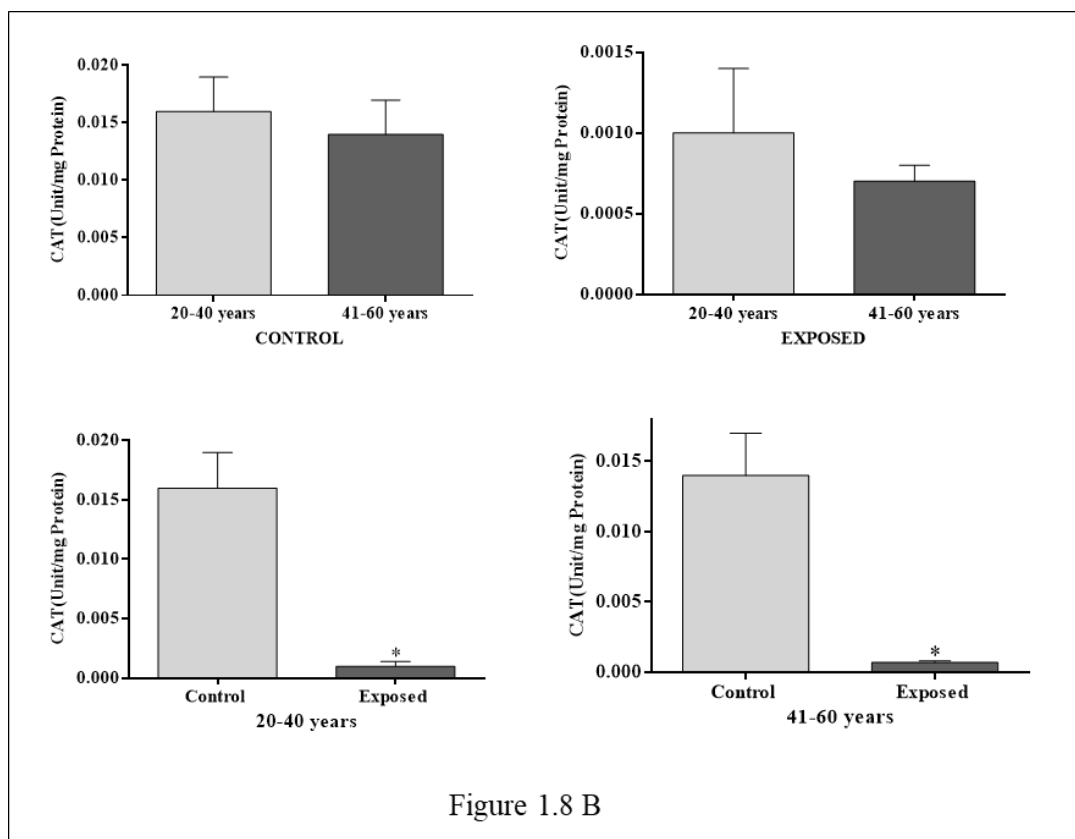 CAT(Unit/mg Protein)
0.020
0.015
0.010
0.005
0.000
20-40 years 41-60 years
CONTROL
CAT(Unit/mg Protein)
0.0015
0.0010
0.0005
0.0000
20-40 years 41-60 years
EXPOSED
CAT(Unit/mg Protein)
0.020
0.015
0.010
0.005
0.000
*
Control Exposed
20-40 years
CAT(Unit/mg Protein)
0.015
0.010
0.005
0.000
*
Control Exposed
41-60 years
Figure 1.8 B